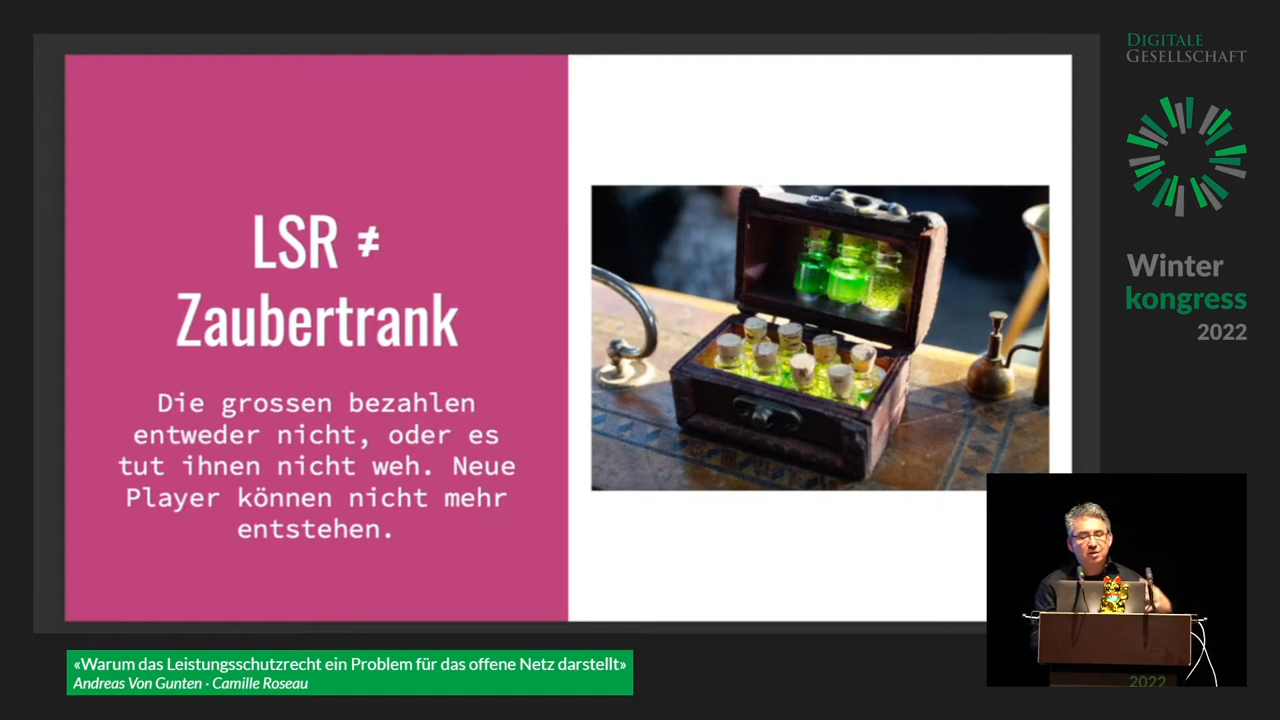 LSR ≠
Zaubertrank
Die grossen bezahlen
entweder nicht, oder es
tut ihnen nicht weh. Neue
Player können nicht mehr
entstehen.
DIGITALE
GESELLSCHAFT
Winter
kongress
2022
«Warum das Leistungsschutzrecht ein Problem für das offene Netz darstellt»
Andreas Von Gunten · Camille Roseau
2022